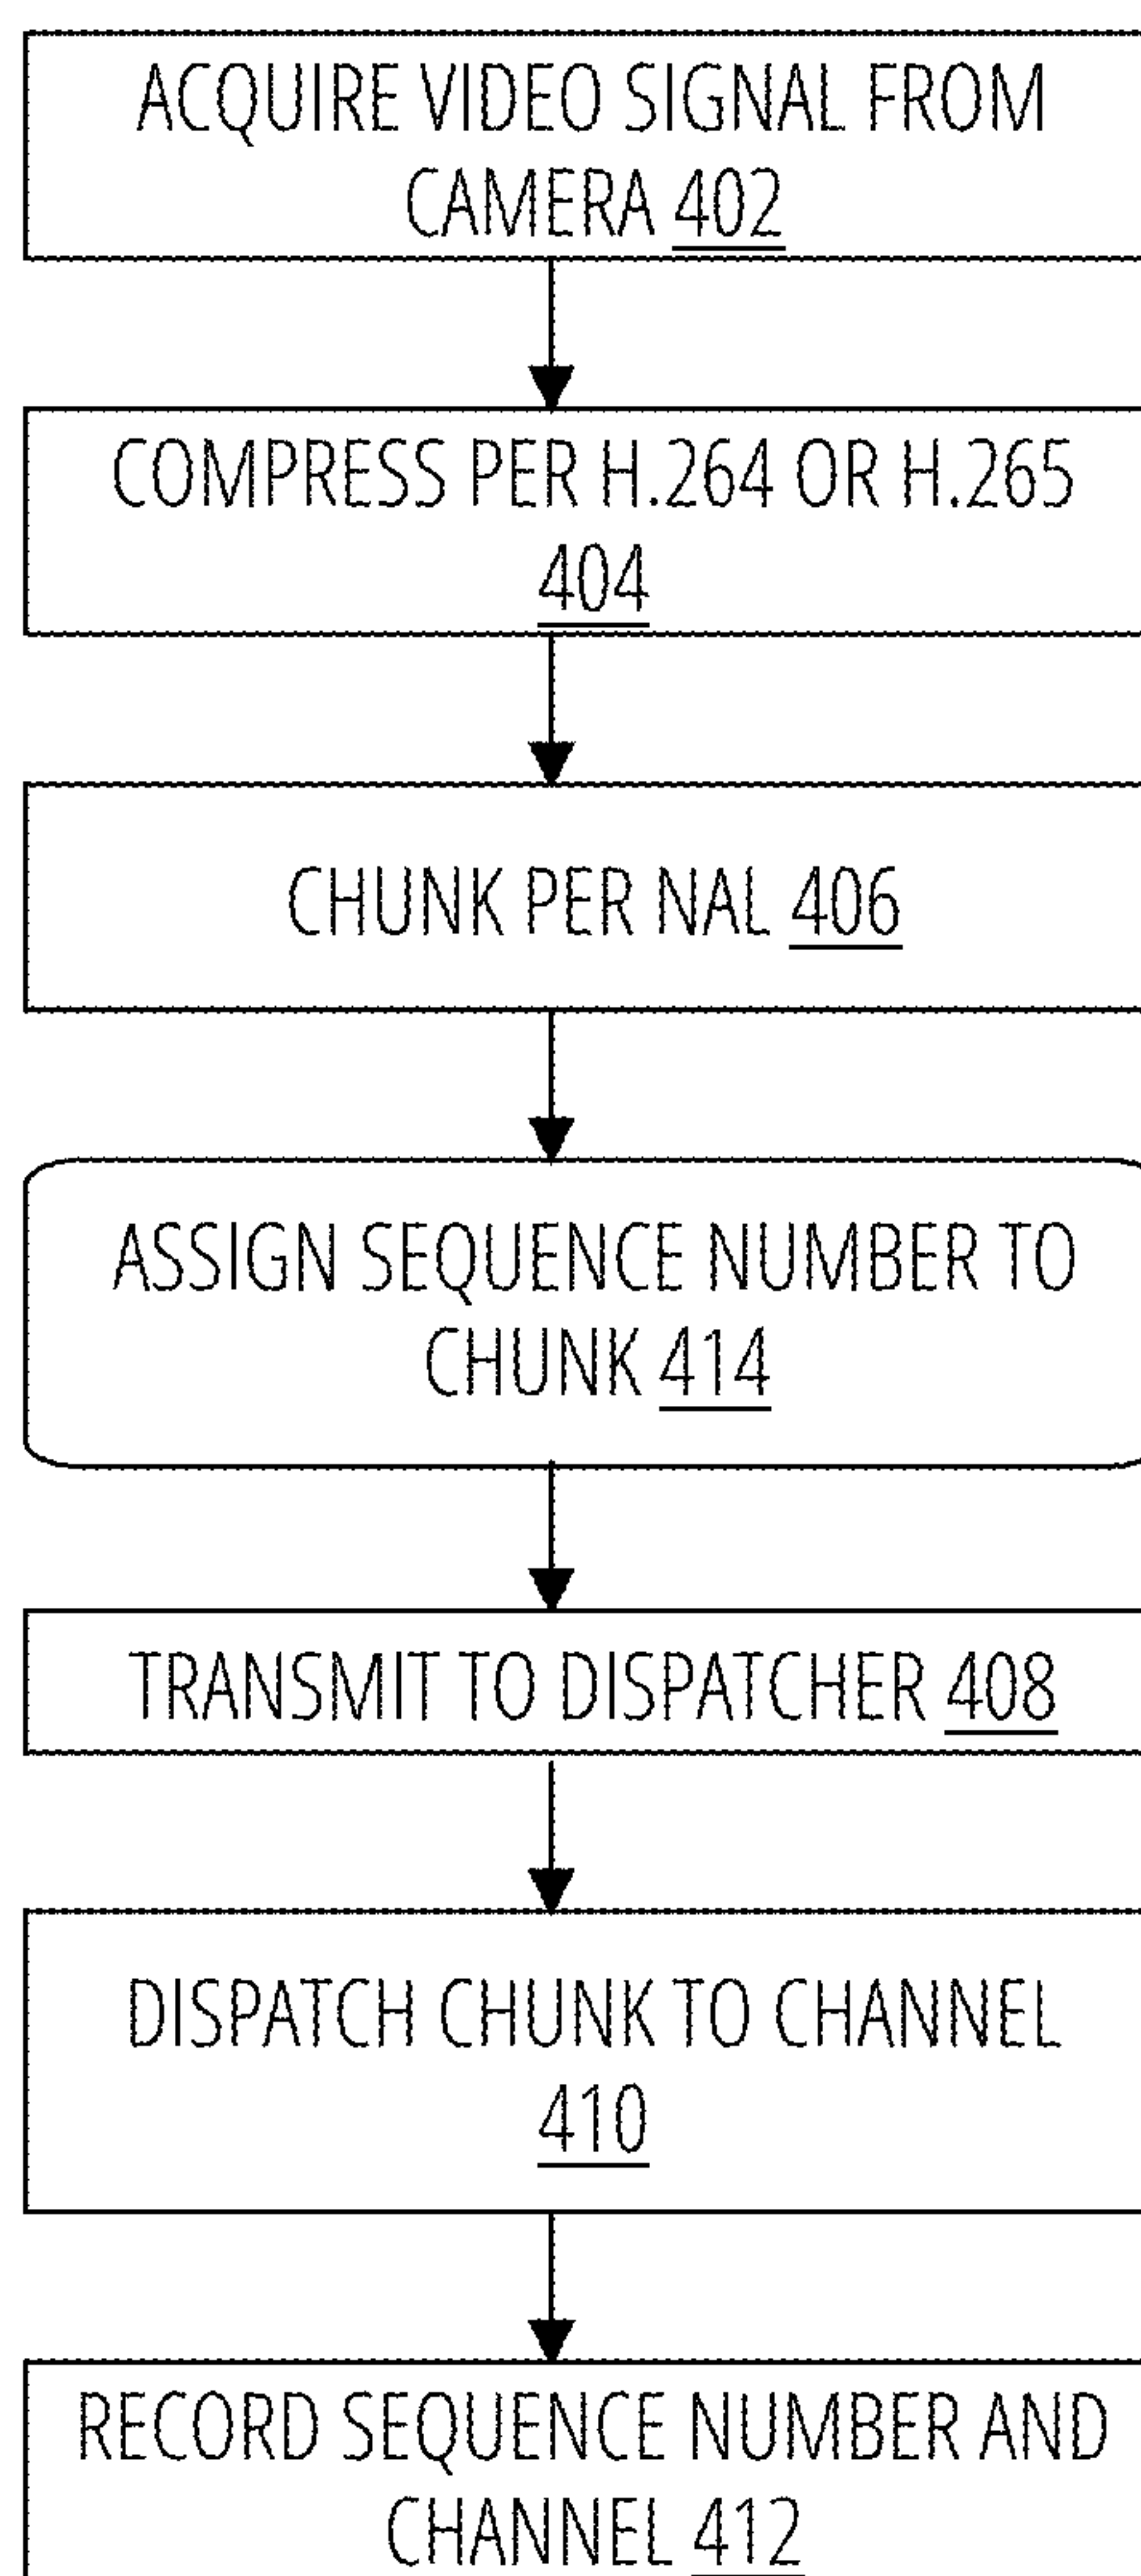 ACQUIRE VIDEO SIGNAL FROM
CAMERA 402
COMPRESS PER H.264 OR H.265
404
CHUNK PER NAL 406
ASSIGN SEQUENCE NUMBER TO
CHUNK 414
TRANSMIT TO DISPATCHER 408
DISPATCH CHUNK TO CHANNEL
410
RECORD SEQUENCE NUMBER AND
CHANNEL 412